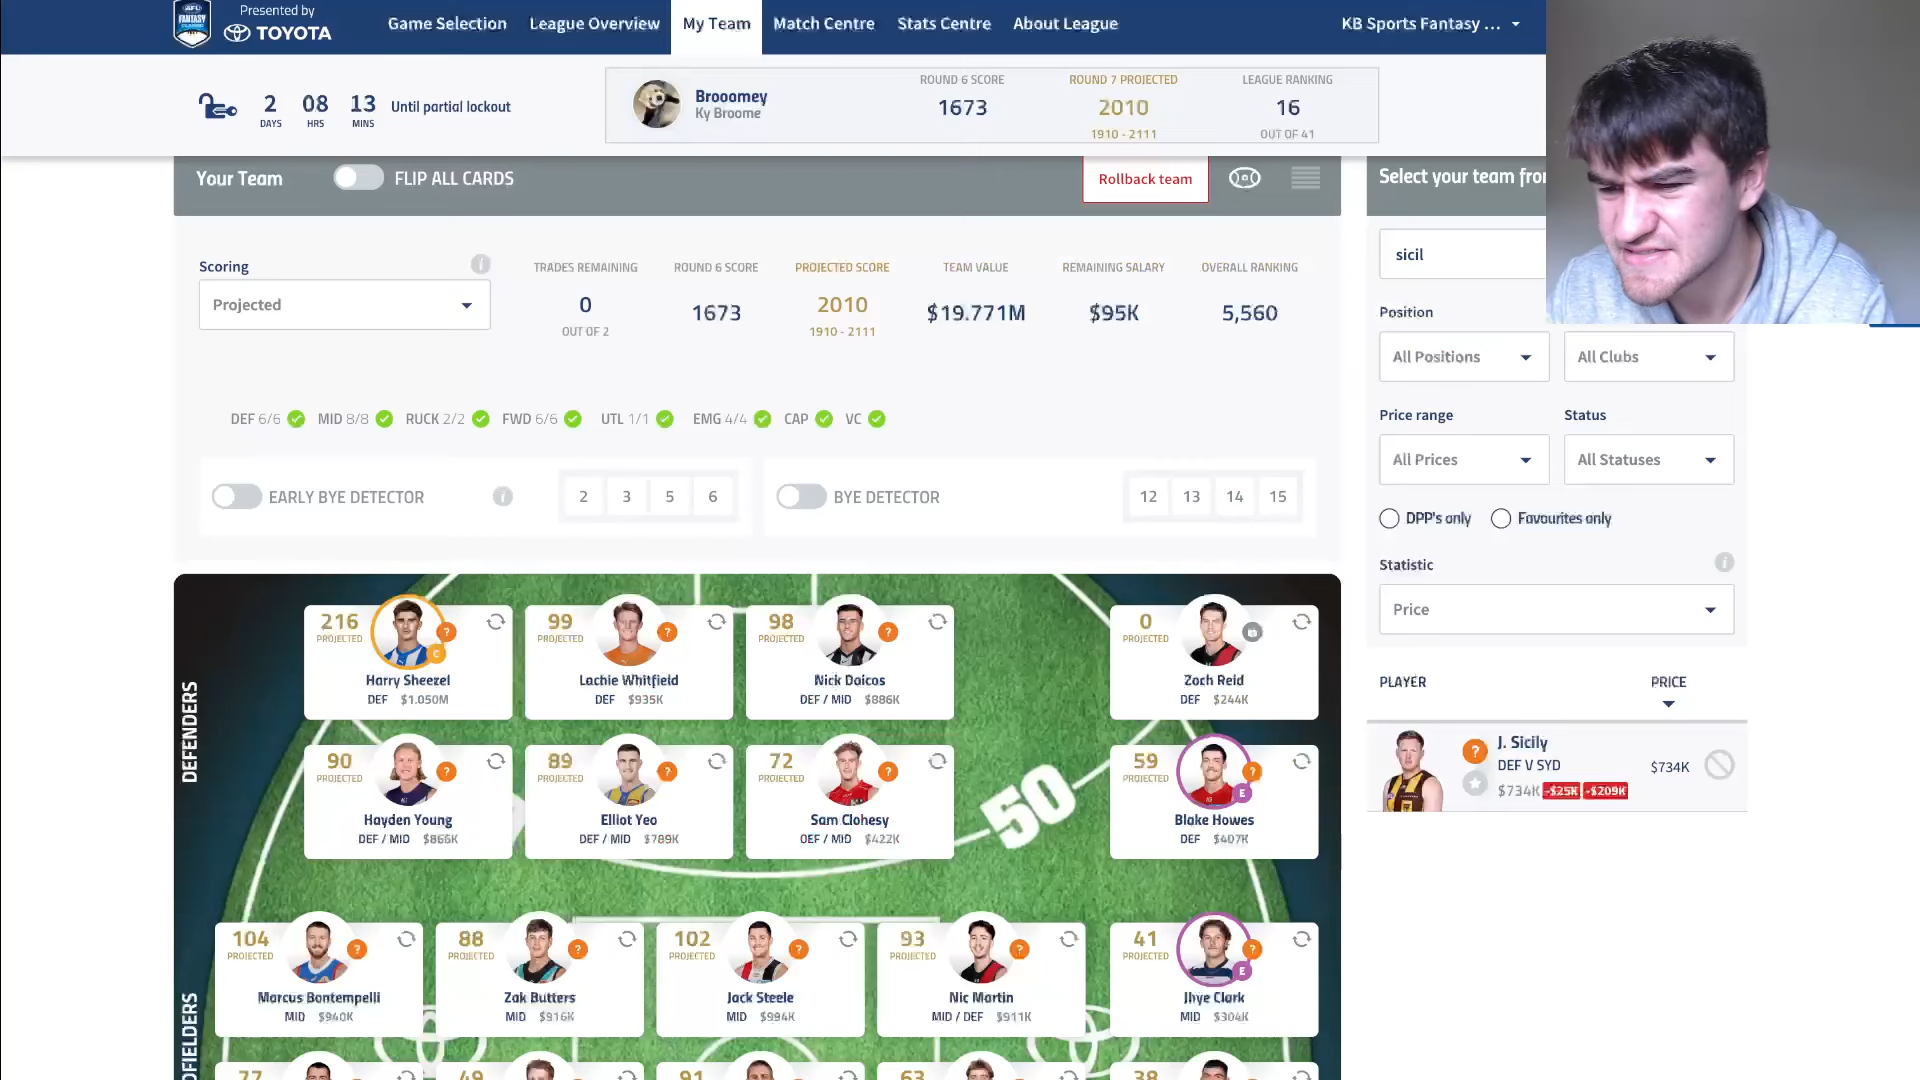 AFL
FANTASY
CLASSIC
Presented by
TOYOTA
Game Selection
League Overview
My Team
Match Centre
Stats Centre
About League
KB Sports Fantasy ...
2 08 13 Until partial lockout
DAYS HRS MINS
Brooomey
Ky Broome
ROUND 6 SCORE ROUND 7 PROJECTED LEAGUE RANKING
1673 2010 16
1910 - 2111 OUT OF 41
Your Team
FLIP ALL CARDS
Rollback team
Scoring
Projected
TRADES REMAINING ROUND 6 SCORE PROJECTED SCORE TEAM VALUE REMAINING SALARY OVERALL RANKING
0 1673 2010 $19.771M $95K 5,560
OUT OF 2 1910 - 2111
DEF 6/6 MID 8/8 RUCK 2/2 FWD 6/6 UTL 1/1 EMG 4/4 CAP VC
EARLY BYE DETECTOR i 2 3 5 6
BYE DETECTOR 12 13 14 15
DEFENDERS
216 99 98 0
PROJECTED PROJECTED PROJECTED PROJECTED
Harry Sheezel Lachie Whitfield Nick Daicos Zach Reid
DEF $1.050M DEF $935K DEF / MID $886K DEF $244K
90 89 72 59
PROJECTED PROJECTED PROJECTED PROJECTED
Hayden Young Elliot Yeo Sam Clohesy Blake Howes
DEF / MID $866K DEF / MID $789K DEF / MID $422K DEF $407K
50
104 88 102 93 41
PROJECTED PROJECTED PROJECTED PROJECTED PROJECTED
Marcus Bontempelli Zak Butters Jack Steele Nic Martin Jhye Clark
MID $940K MID $916K MID $994K MID / DEF $911K MID $304K
77 49 91 63 38
Select your team fro
sicil
Position
All Positions All Clubs
Price range Status
All Prices All Statuses
DPP's only Favourites only
Statistic
Price
PLAYER PRICE
J. Sicily
DEF V SYD
$734K
$734K -$25K -$209K